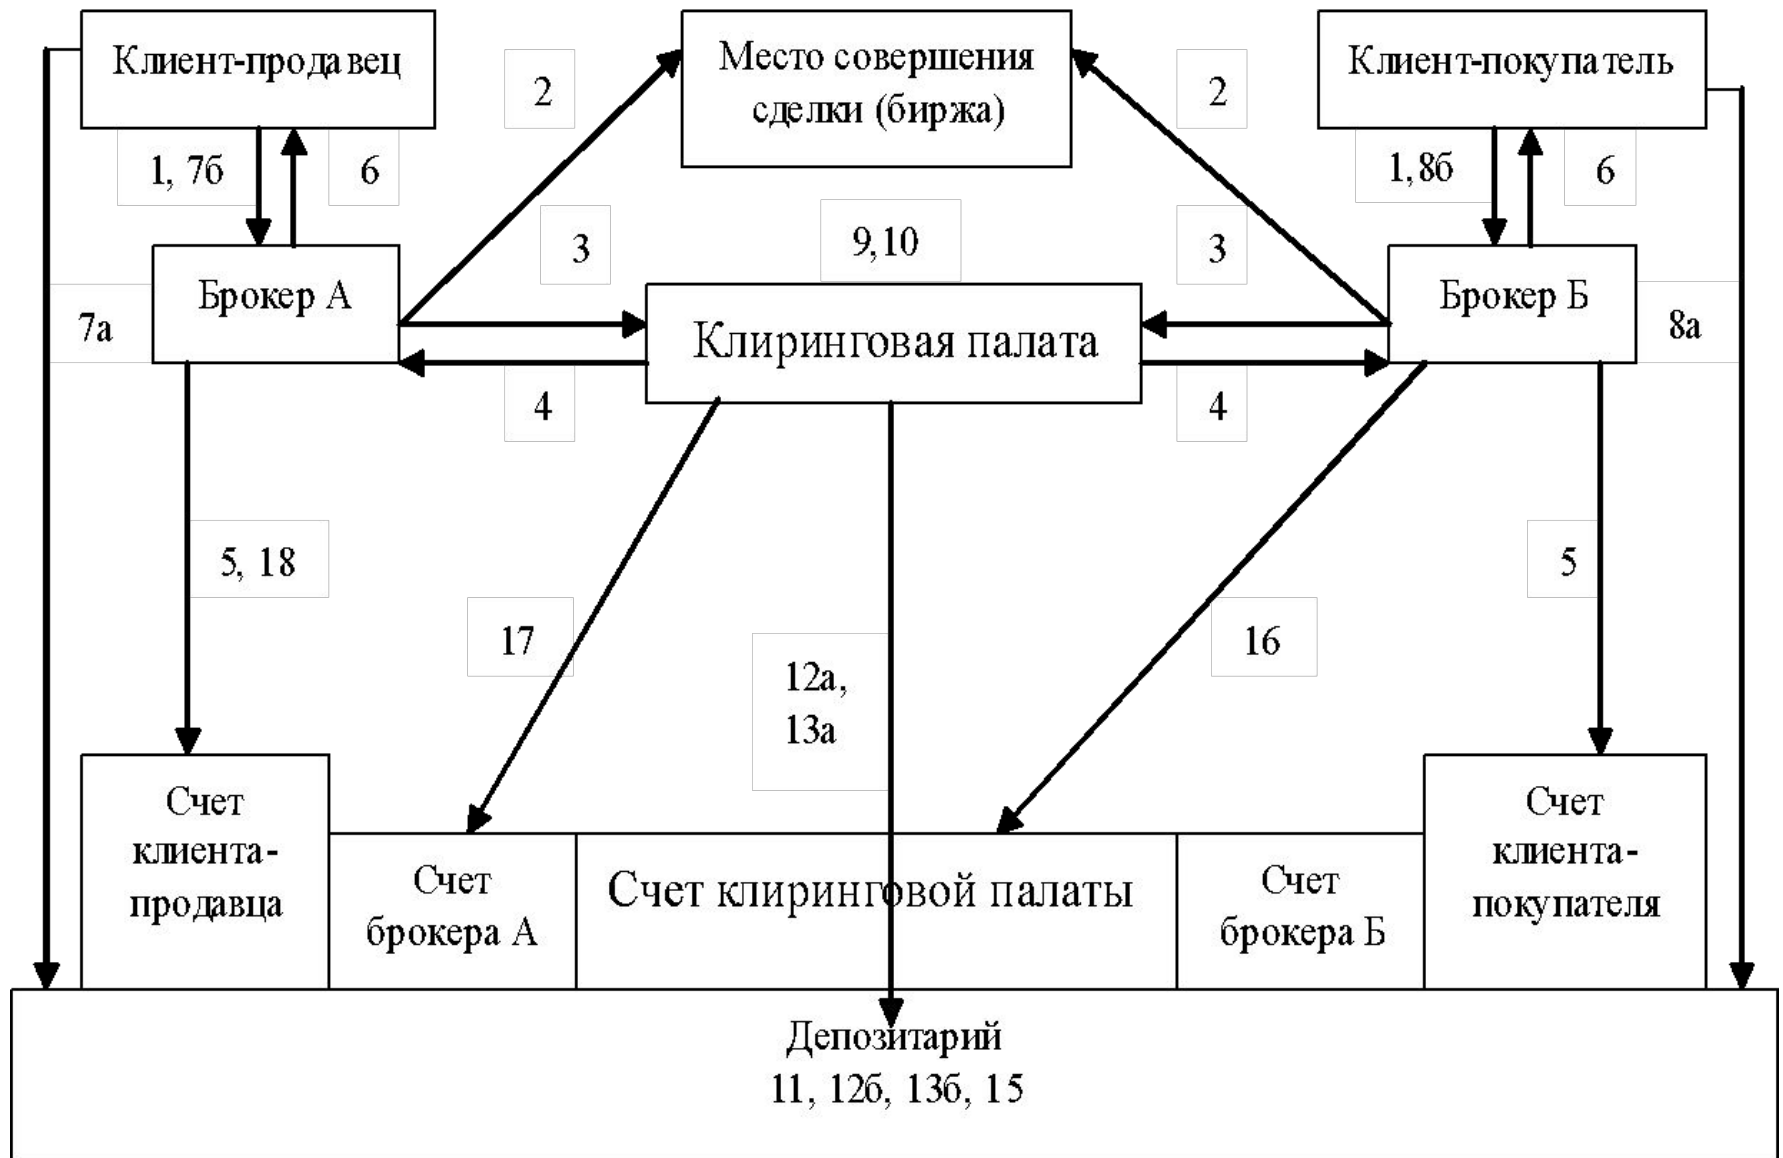 Клиент-продавец
Место совершения
сделки (биржа)
Клиент-покупатель
2
2
1, 7б
6
1, 8б
6
3
9, 10
3
Брокер А
Клиринговая палата
Брокер Б
7а
8а
4
4
5, 18
5
17
16
12а,
13а
Счет
клиента-
продавца
Счет
брокера А
Счет клиринговой палаты
Счет
брокера Б
Счет
клиента-
покупателя
Депозитарий
11, 12б, 13б, 15